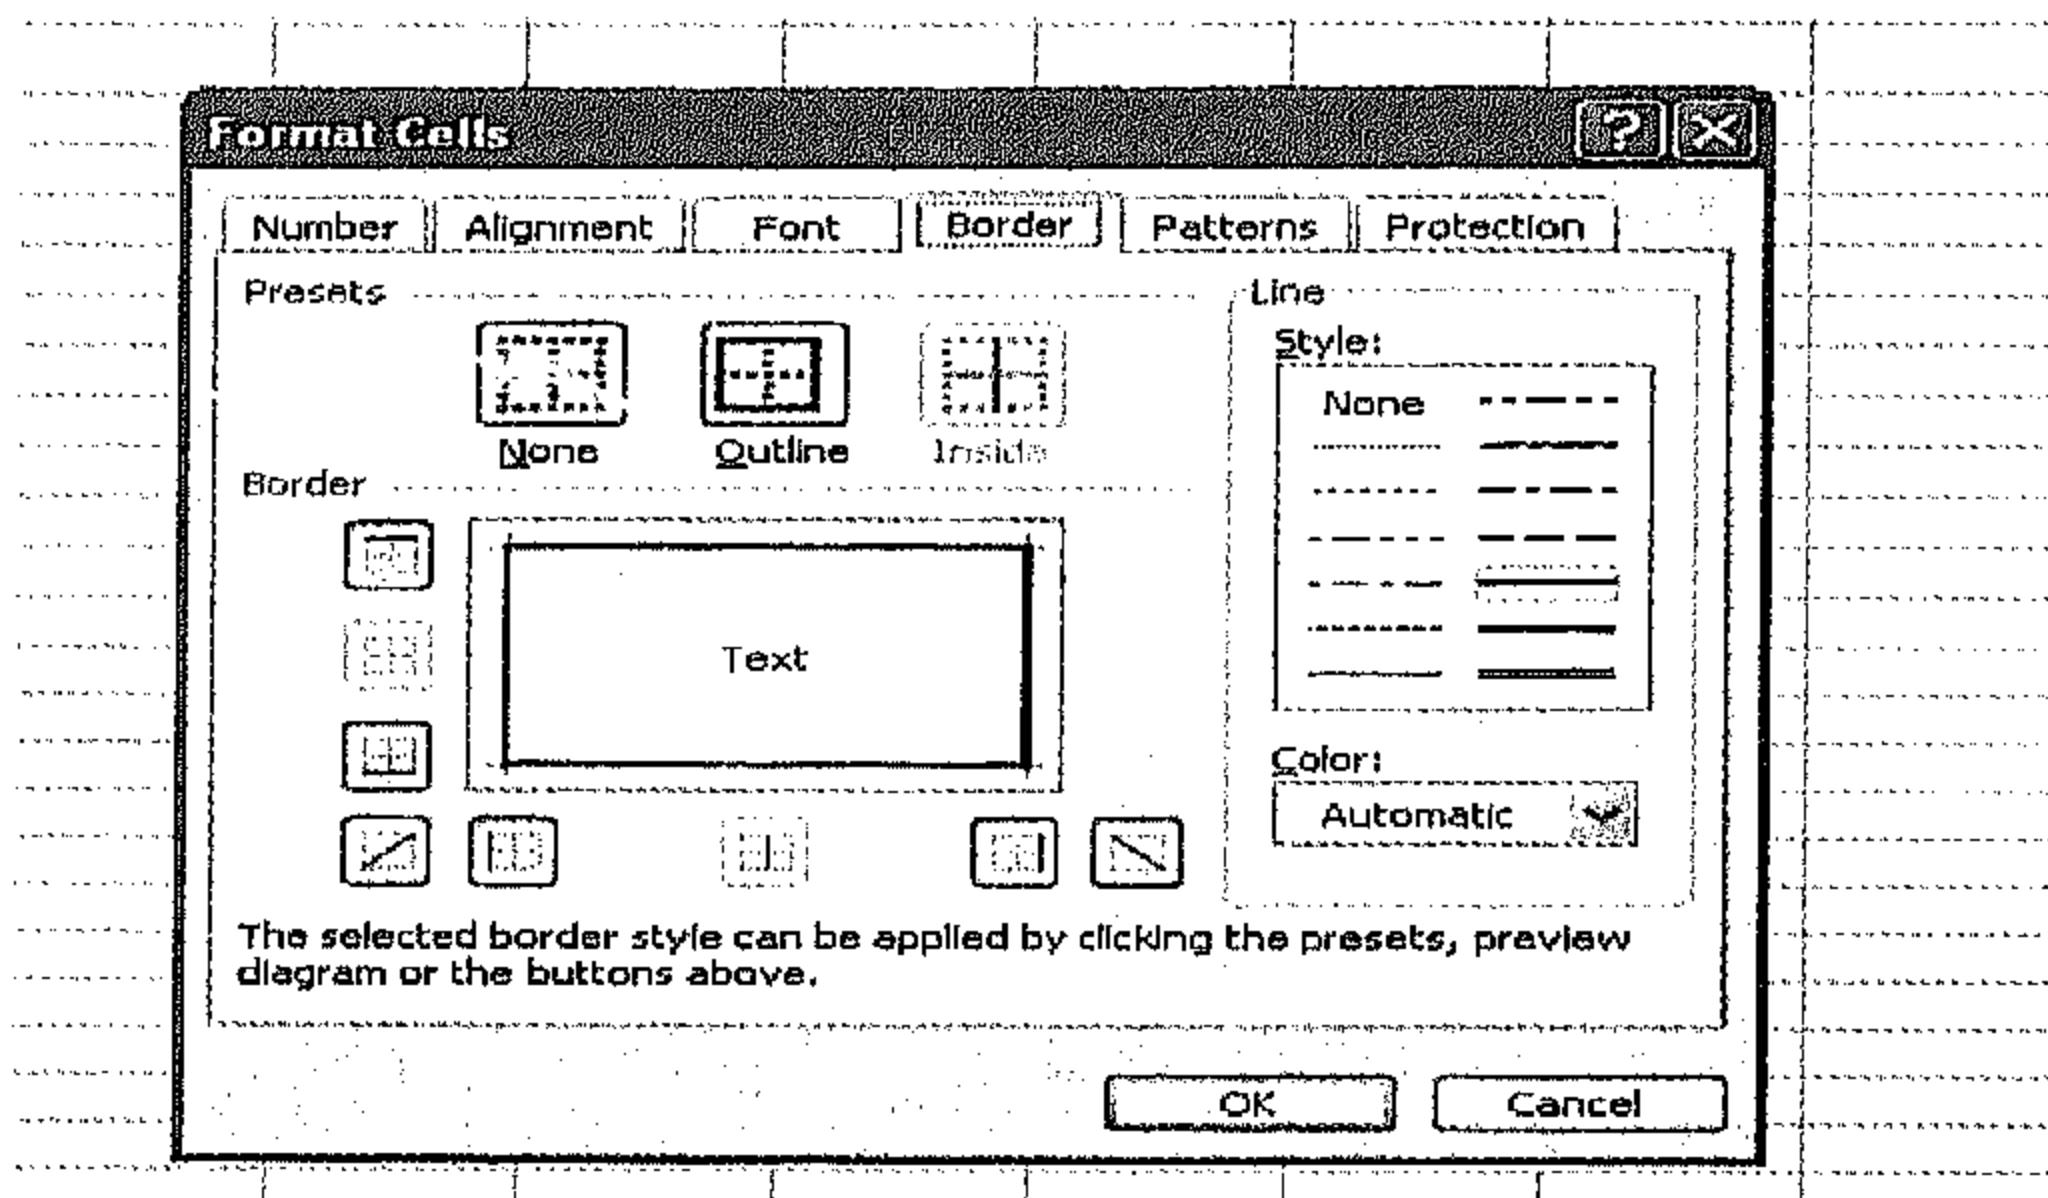 Format Cells
Number Alignment Font Border Patterns Protection
Presets
None Outline Inside
Border
Text
Line
Style:
None
Color:
Automatic
The selected border style can be applied by clicking the presets, preview
diagram or the buttons above.
OK Cancel